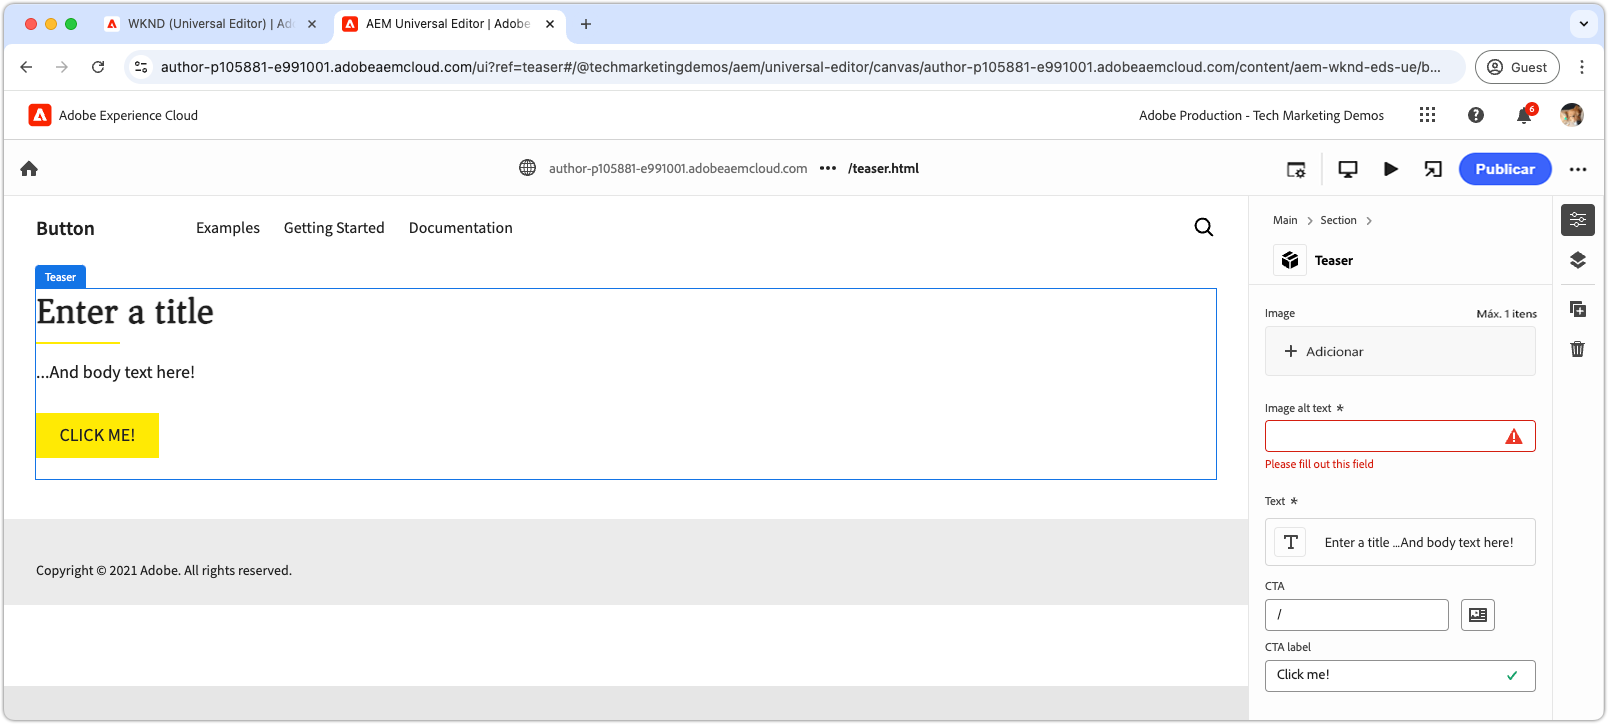 WKND (Universal Editor) | Ad
AEM Universal Editor | Adobe
author-p105881-e991001.adobeaemcloud.com/ui?ref=teaser#/@techmarketingdemos/aem/universal-editor/canvas/author-p105881-e991001.adobeaemcloud.com/content/aem-wknd-eds-ue/b...
Guest
Adobe Experience Cloud
Adobe Production - Tech Marketing Demos
6
author-p105881-e991001.adobeaemcloud.com ••• /teaser.html
Publicar
Button
Examples
Getting Started
Documentation
Teaser
Enter a title
...And body text here!
CLICK ME!
Copyright © 2021 Adobe. All rights reserved.
Main > Section >
Teaser
Image
Máx. 1 itens
+ Adicionar
Image alt text *
Please fill out this field
Text *
T
Enter a title ...And body text here!
CTA
/
CTA label
Click me!